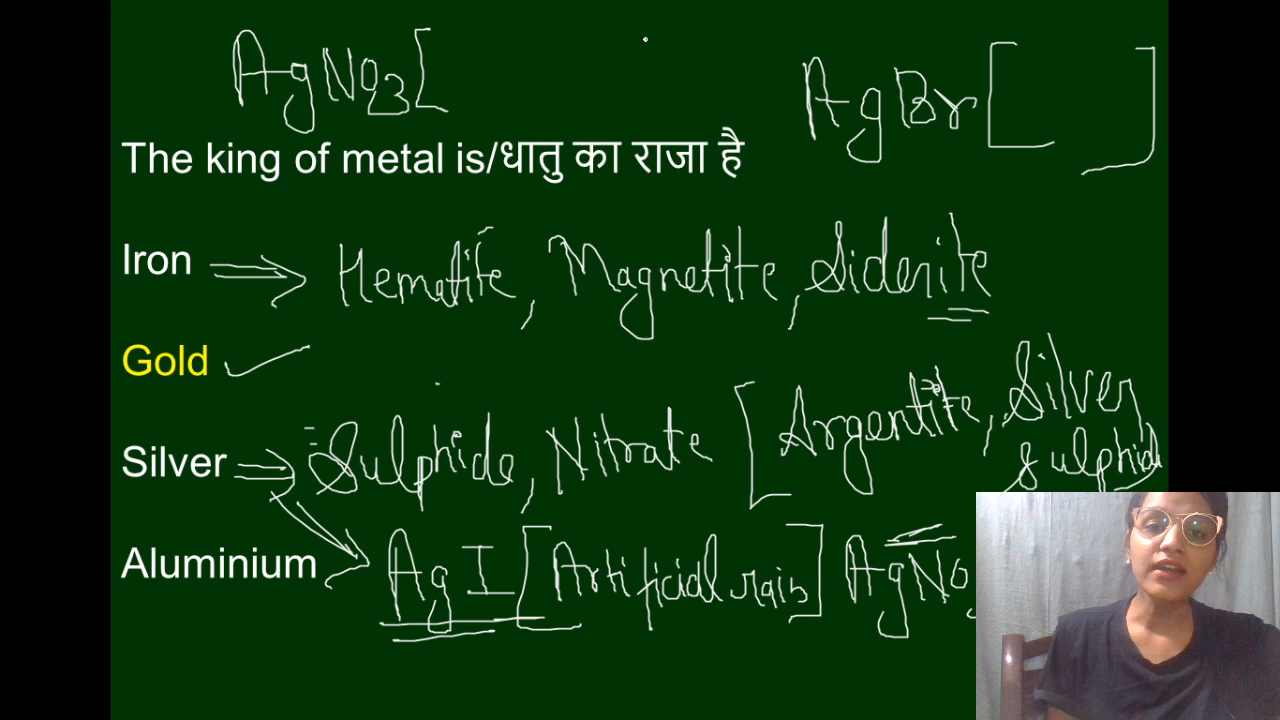 AgNO3[
AgBr[ ]
The king of metal is/धातु का राजा है
Iron ⇒ Hematite, Magnetite, Siderite
Gold ✓
Silver ⇒ Sulphide, Nitrate [Argentite, Silver
sulphid
Aluminium AgI [Artificial rain] AgNO3